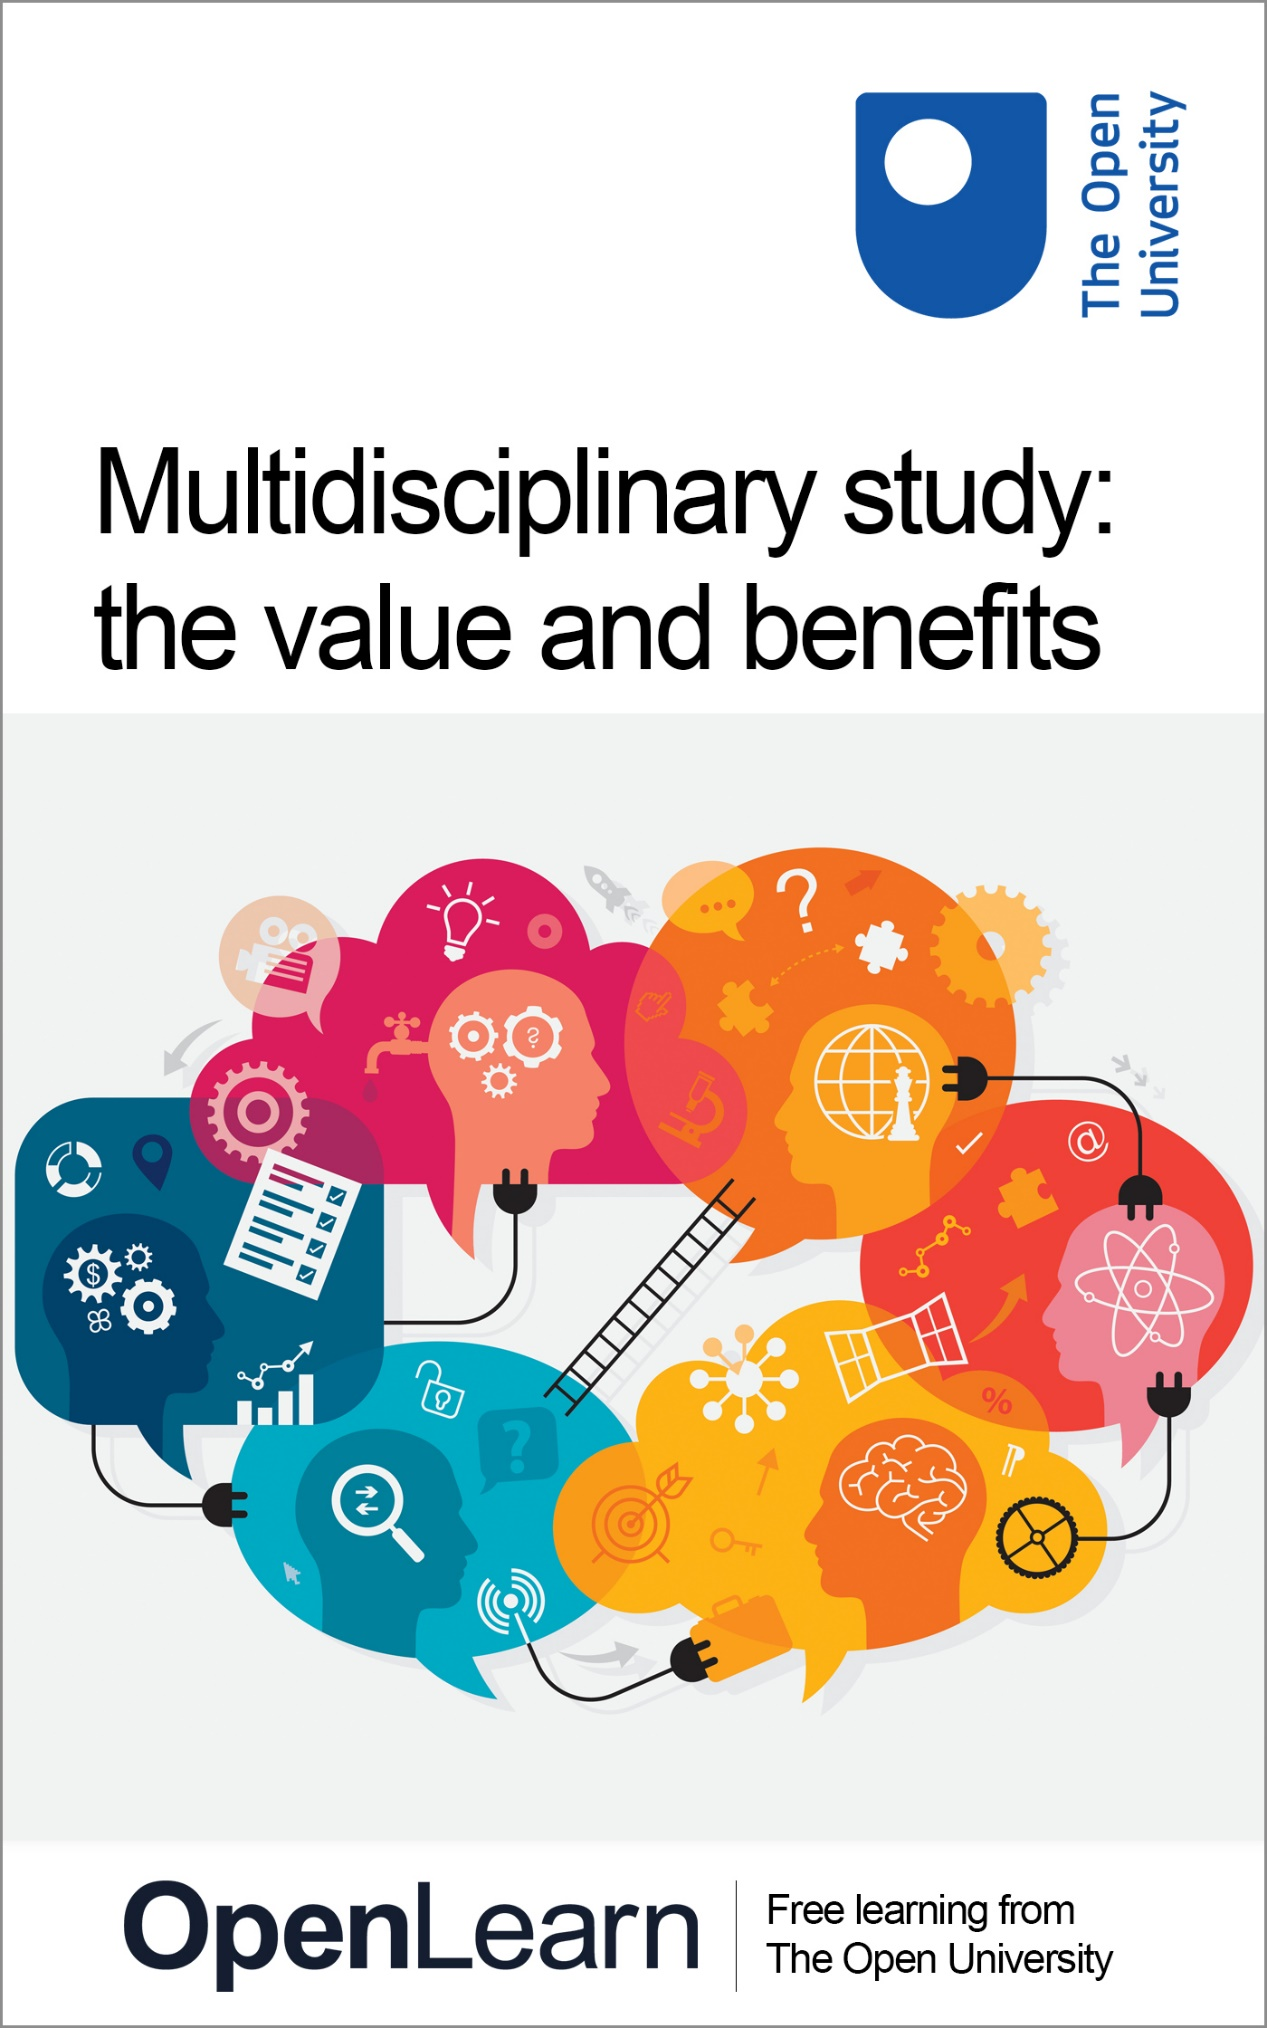 The Open
University
Multidisciplinary study:
the value and benefits
?
?
@
$
%
?
OpenLearn
Free learning from
The Open University